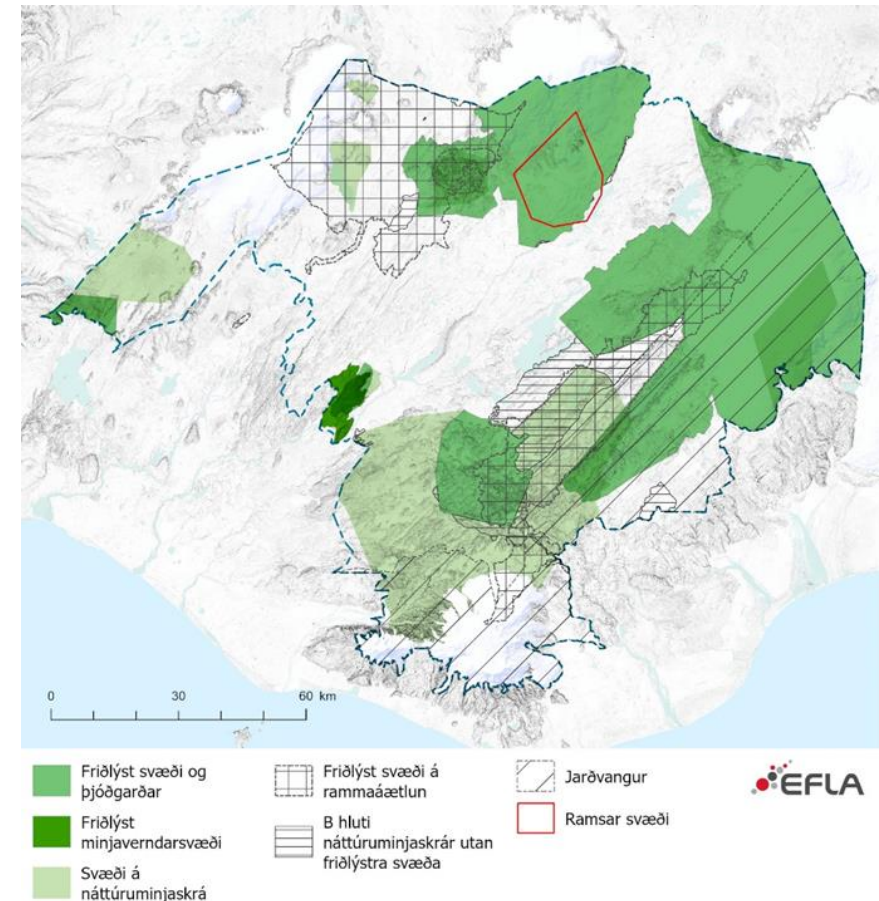 0 30 60 km
Friðlýst svæði og
þjóðgarðar
Friðlýst
minjaverndarsvæði
Svæði á
náttúruminjaskrá
Friðlýst svæði á
rammaáætlun
B hluti
náttúruminjaskrár utan
friðlýstra svæða
Jarðvangur
Ramsar svæði
EFLA